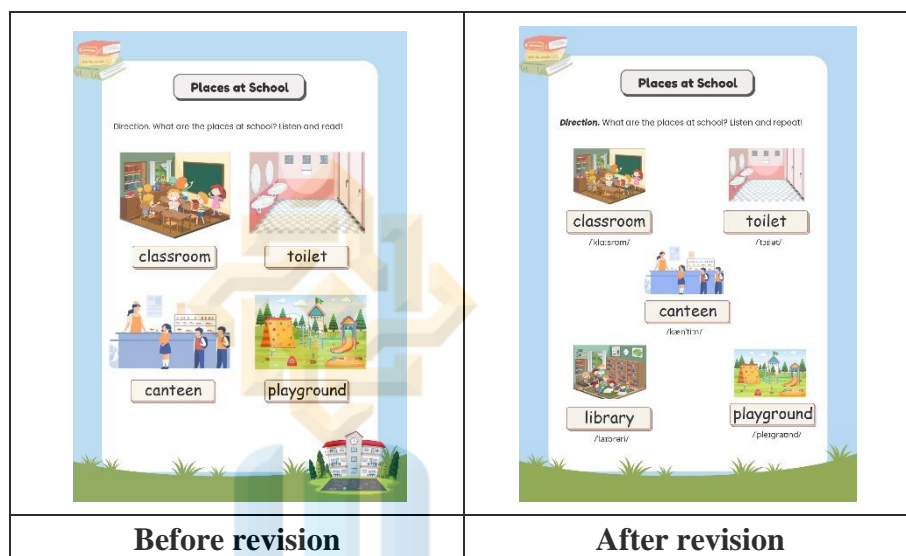 Places at School
Direction. What are the places at school? Listen and read!
classroom
toilet
canteen
playground
Before revision
Places at School
Direction. What are the places at school? Listen and repeat!
classroom
toilet
/ˈtɔɪlət/
canteen
/kænˈtiːn/
library
/ˈlaɪbrəri/
playground
/ˈpleɪɡraʊnd/
After revision